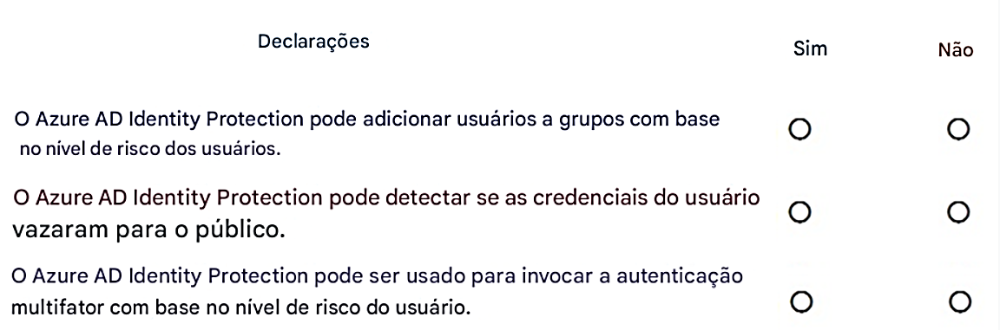 Declarações
Sim
Não
O Azure AD Identity Protection pode adicionar usuários a grupos com base
no nível de risco dos usuários.
O Azure AD Identity Protection pode detectar se as credenciais do usuário
vazaram para o público.
O Azure AD Identity Protection pode ser usado para invocar a autenticação
multifator com base no nível de risco do usuário.